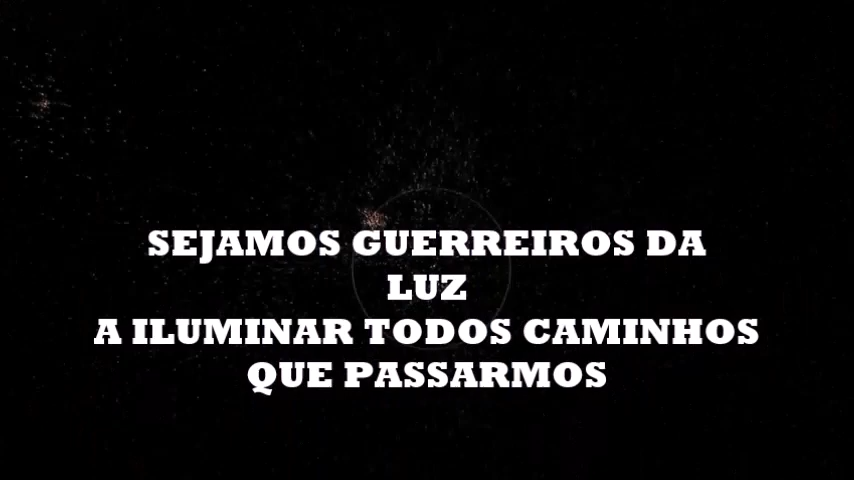 SEJAMOS GUERREIROS DA
LUZ
A ILUMINAR TODOS CAMINHOS
QUE PASSARMOS